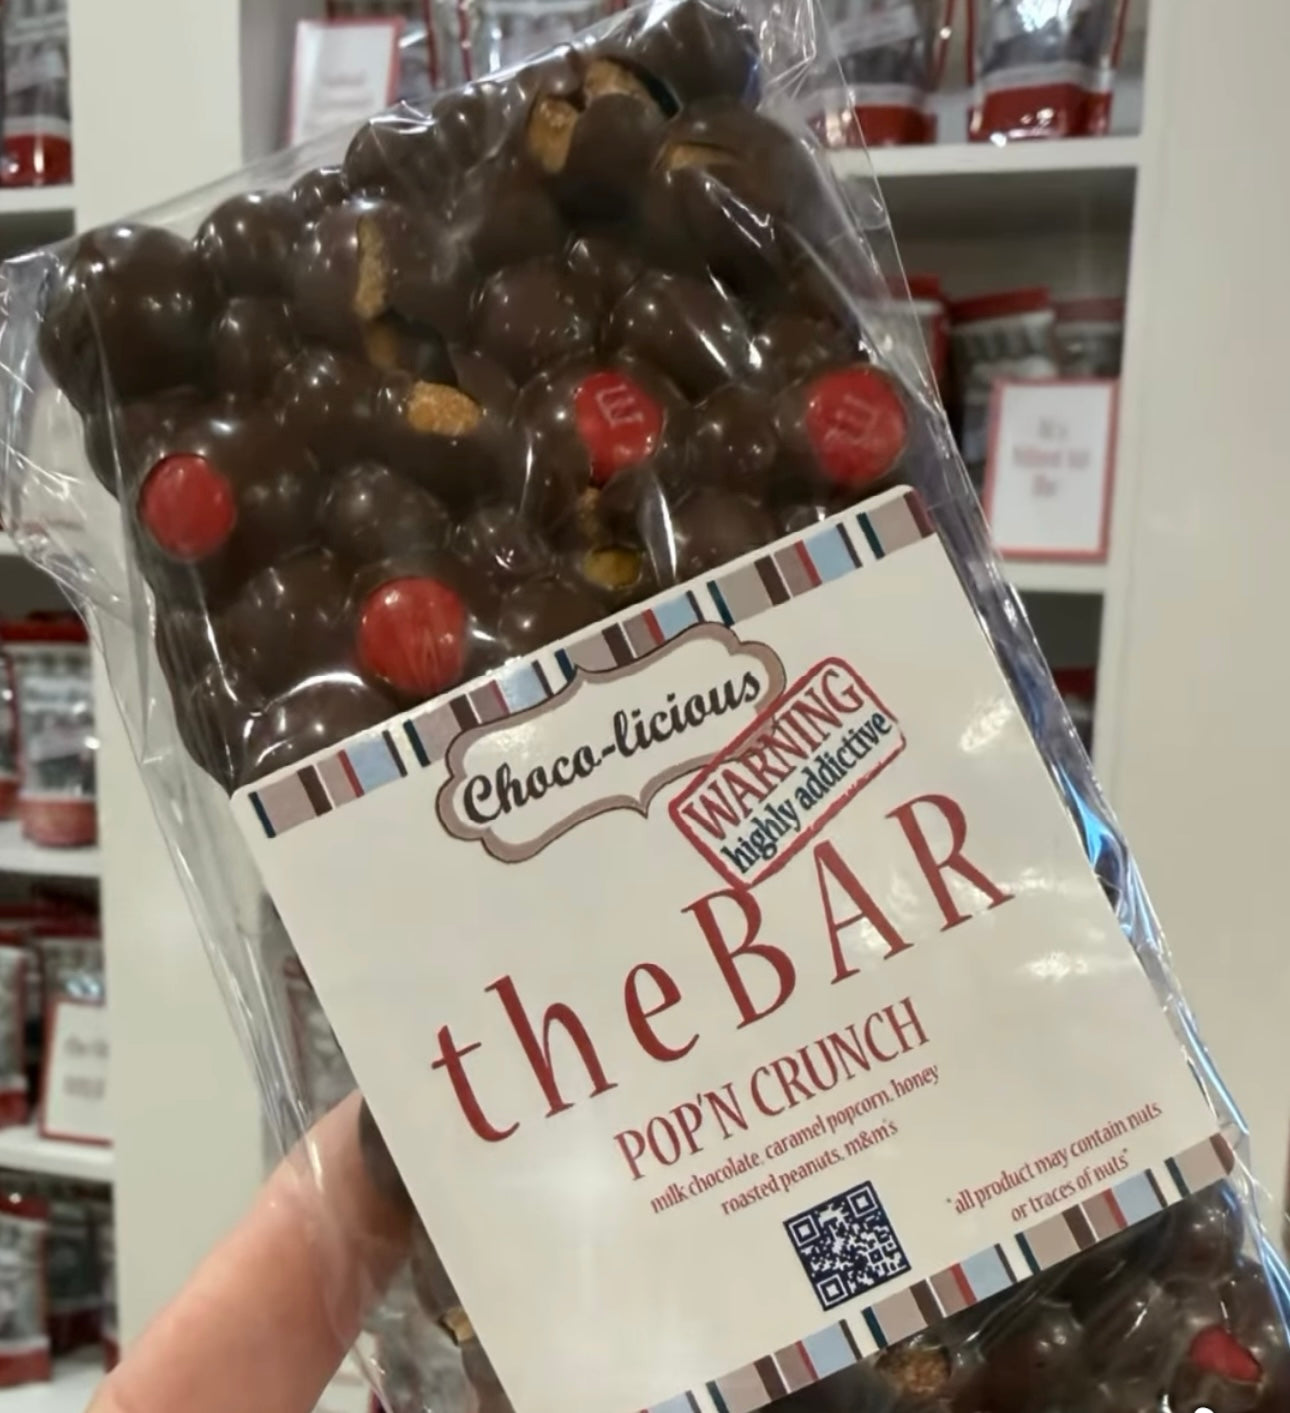 Choco-licious
WARNING
highly addictive
theBAR
POP'N CRUNCH
milk chocolate, caramel popcorn, honey
roasted peanuts, m&m's
*all product may contain nuts
or traces of nuts*